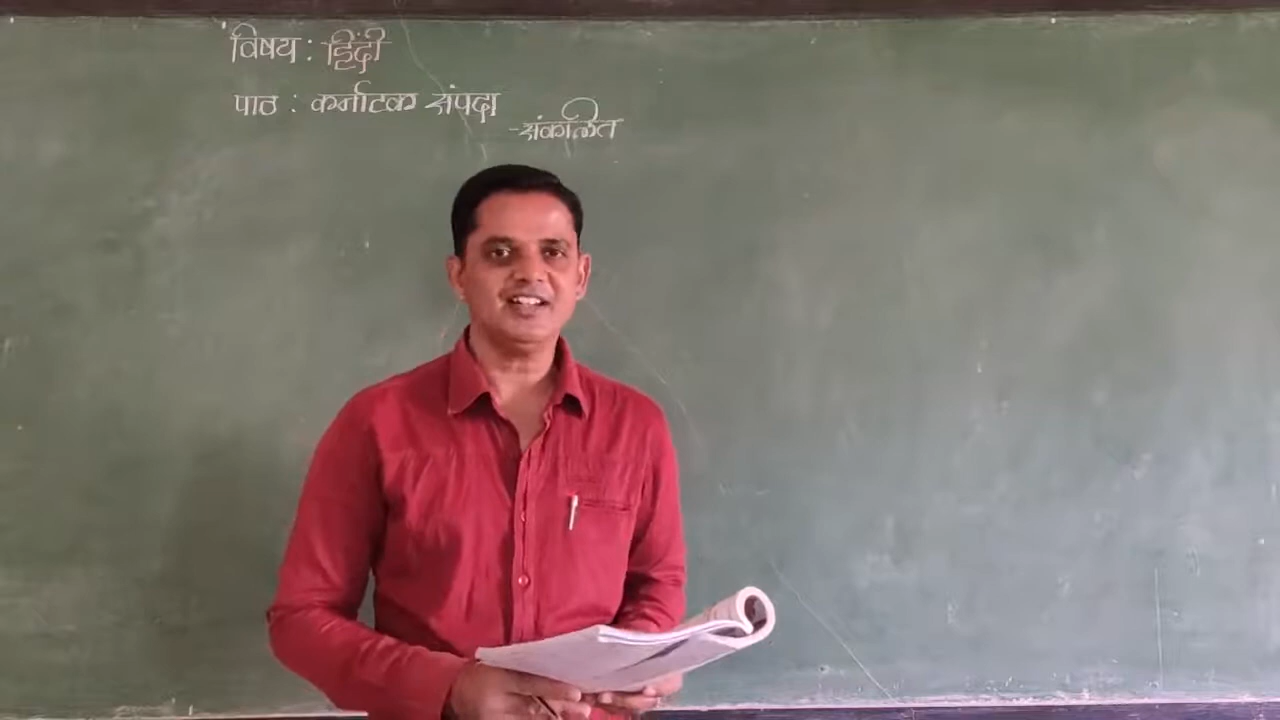 विषय : हिंदी
पाठ : कर्नाटक संपदा
-संकलित